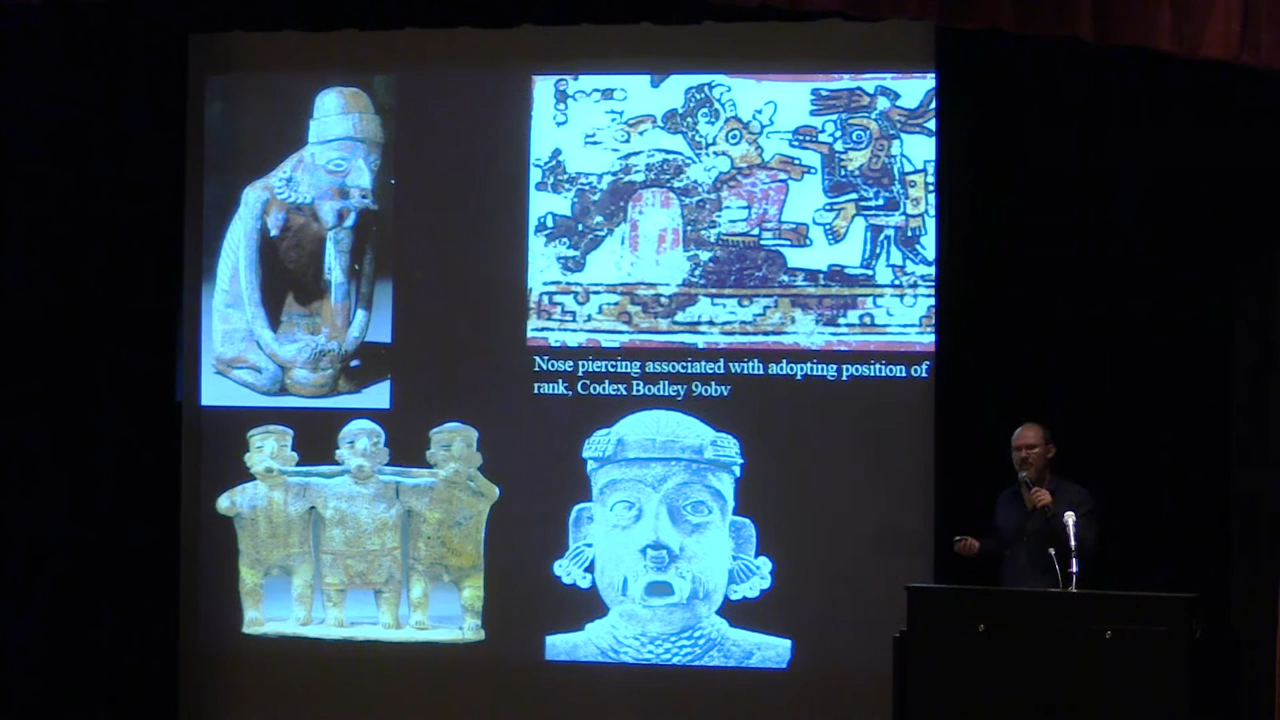 Nose piercing associated with adopting position of
rank, Codex Bodley 9obv